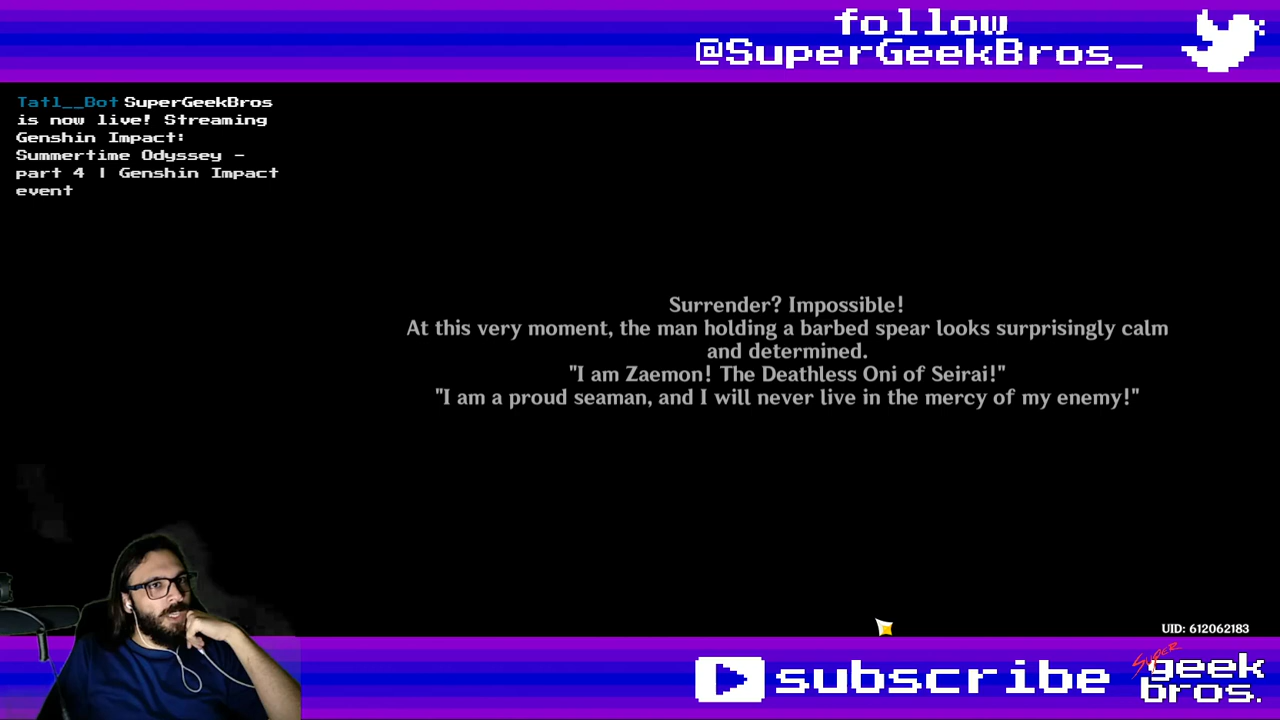 follow
@SuperGeekBros_
Tatl__Bot SuperGeekBros
is now live! Streaming
Genshin Impact:
Summertime Odyssey -
part 4 | Genshin Impact
event
Surrender? Impossible!
At this very moment, the man holding a barbed spear looks surprisingly calm
and determined.
"I am Zaemon! The Deathless Oni of Seirai!"
"I am a proud seaman, and I will never live in the mercy of my enemy!"
UID: 612062183
subscribe
SUPER
geek
bros.